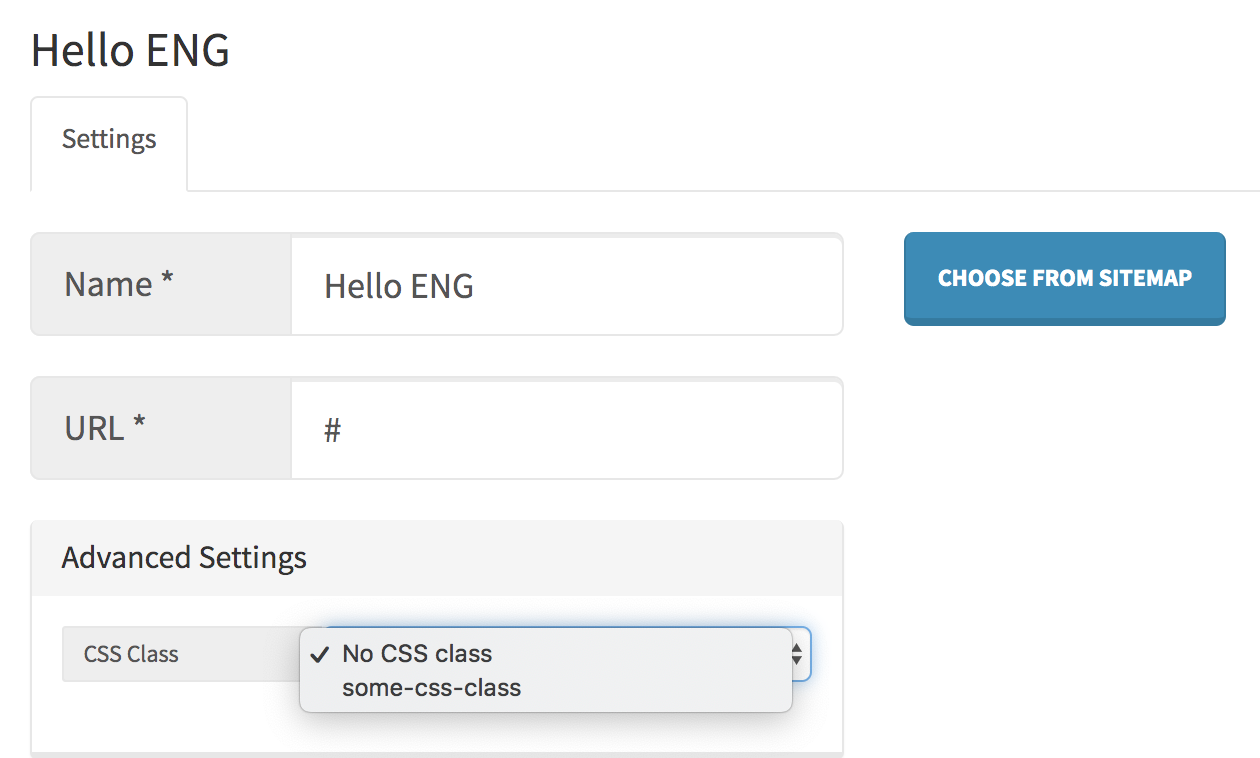 Hello ENG
Settings
Name *
Hello ENG
CHOOSE FROM SITEMAP
URL *
#
Advanced Settings
CSS Class
✓ No CSS class
some-css-class